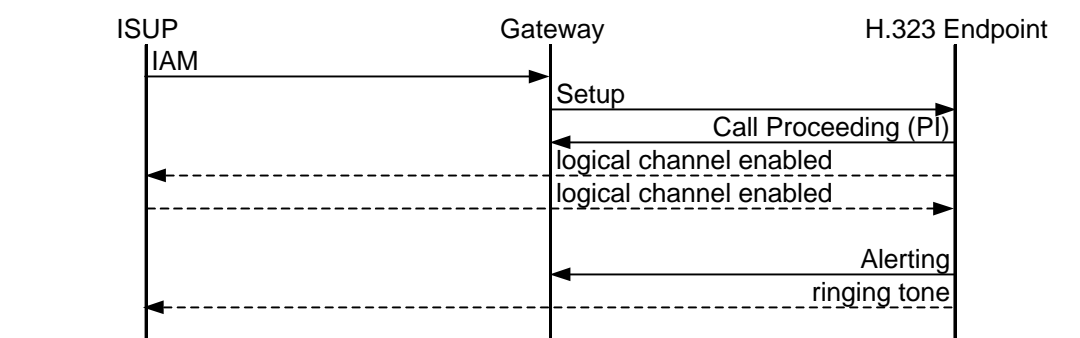 ISUP Gateway H.323 Endpoint
IAM
Setup
Call Proceeding (PI)
logical channel enabled
logical channel enabled
Alerting
ringing tone